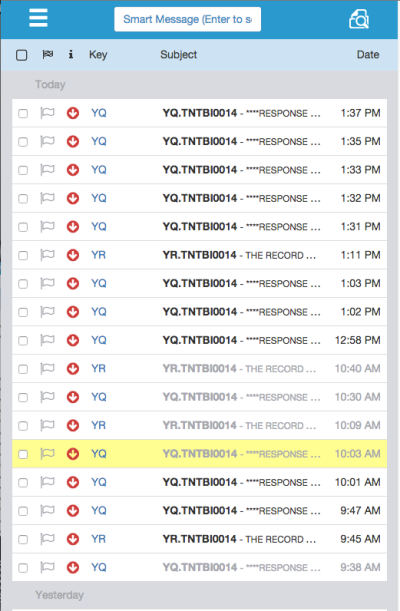 Smart Message (Enter to s
Key Subject Date
Today
YQ YQ.TNTBI0014 - ****RESPONSE ... 1:37 PM
YQ YQ.TNTBI0014 - ****RESPONSE ... 1:35 PM
YQ YQ.TNTBI0014 - ****RESPONSE ... 1:33 PM
YQ YQ.TNTBI0014 - ****RESPONSE ... 1:32 PM
YQ YQ.TNTBI0014 - ****RESPONSE ... 1:31 PM
YR YR.TNTBI0014 - THE RECORD ... 1:11 PM
YQ YQ.TNTBI0014 - ****RESPONSE ... 1:03 PM
YQ YQ.TNTBI0014 - ****RESPONSE ... 1:02 PM
YQ YQ.TNTBI0014 - ****RESPONSE ... 12:58 PM
YR YR.TNTBI0014 - THE RECORD ... 10:40 AM
YQ YQ.TNTBI0014 - ****RESPONSE ... 10:30 AM
YR YR.TNTBI0014 - THE RECORD ... 10:09 AM
YQ YQ.TNTBI0014 - ****RESPONSE ... 10:03 AM
YQ YQ.TNTBI0014 - ****RESPONSE ... 10:01 AM
YQ YQ.TNTBI0014 - ****RESPONSE ... 9:47 AM
YR YR.TNTBI0014 - THE RECORD ... 9:45 AM
YQ YQ.TNTBI0014 - ****RESPONSE ... 9:38 AM
Yesterday